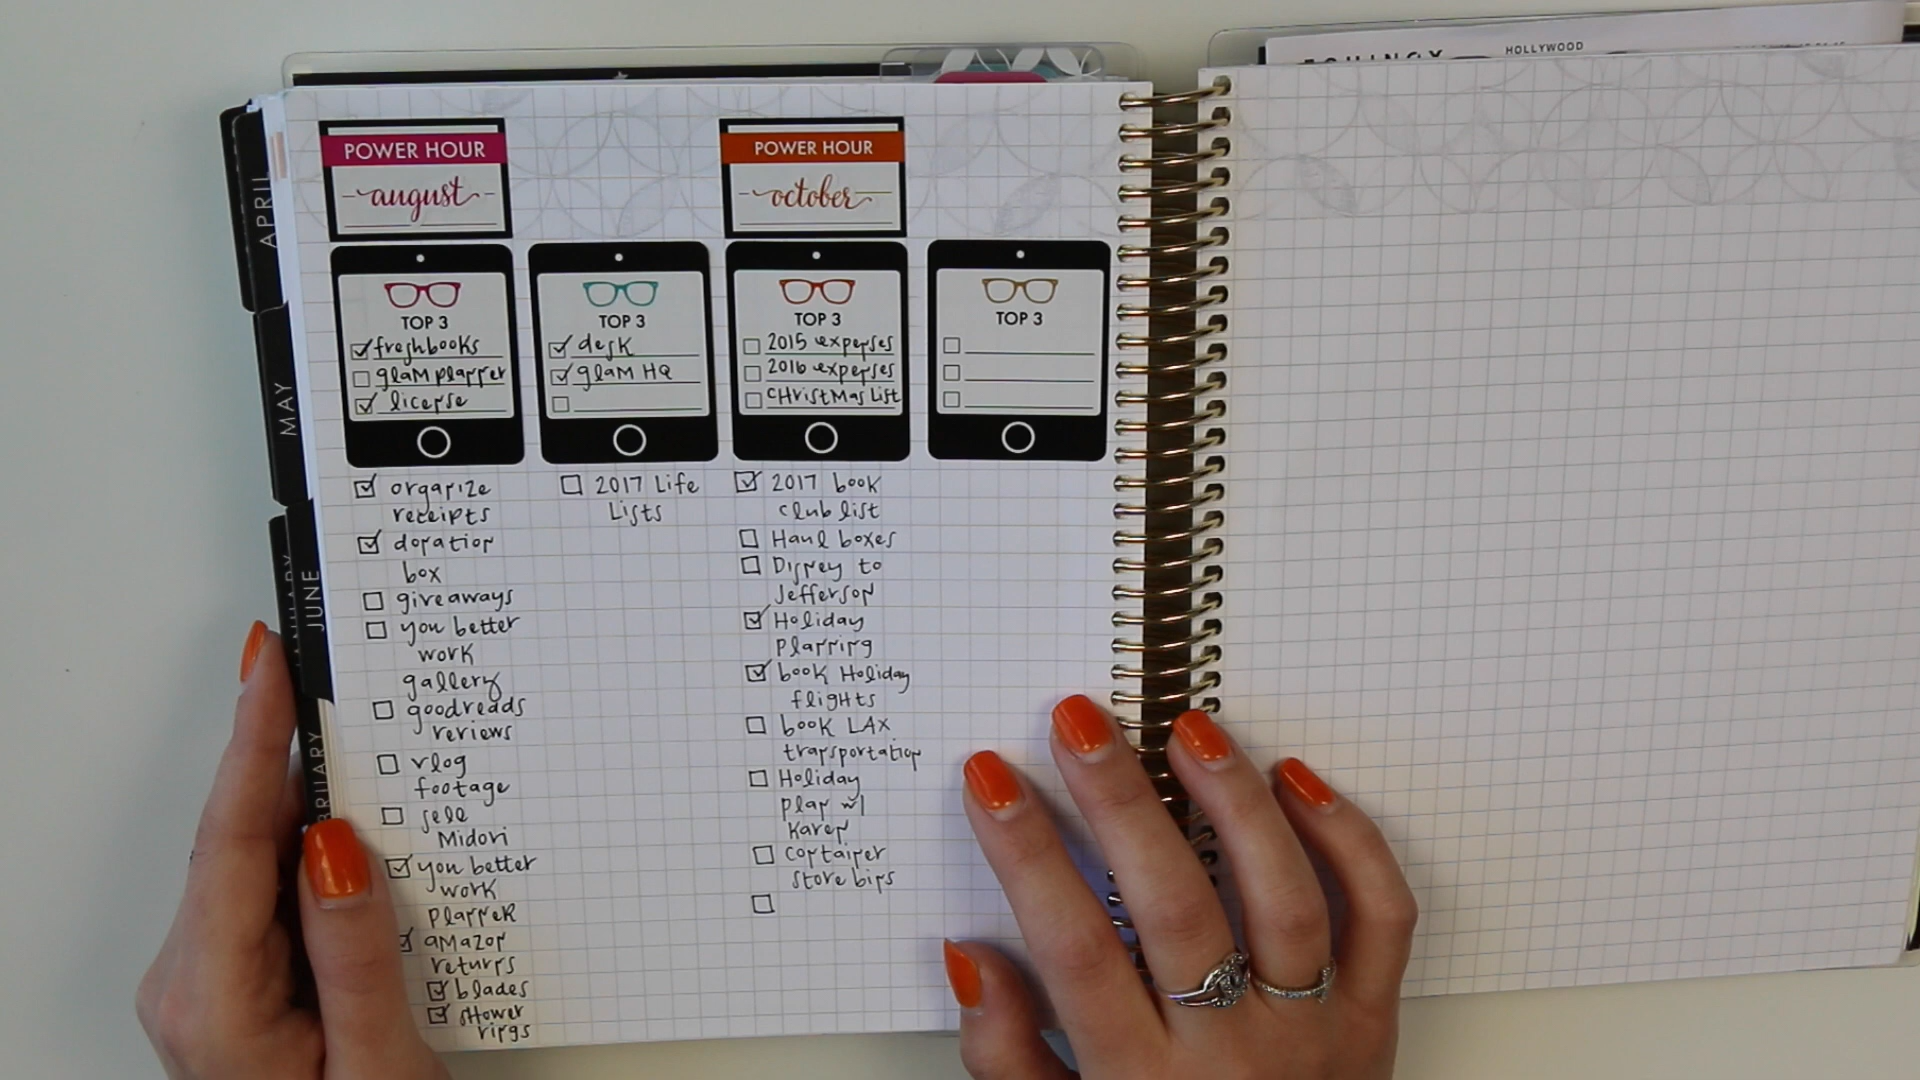 HOLLYWOOD
APRIL
MAY
JUNE
POWER HOUR
august
TOP 3
freshbooks
glam planner
license
organize
receipts
donation
box
giveaways
you better
work
gallery
goodreads
reviews
vlog
footage
sell
Midori
you better
work
planner
amazon
returns
blades
shower
rings
TOP 3
desk
glam HQ
2017 Life
Lists
POWER HOUR
october
TOP 3
2015 expenses
2016 expenses
christmas list
2017 book
club list
Haul boxes
Disney to
Jefferson
Holiday
planning
book Holiday
flights
book LAX
transportation
Holiday
plan w/
Karen
container
store bins
TOP 3